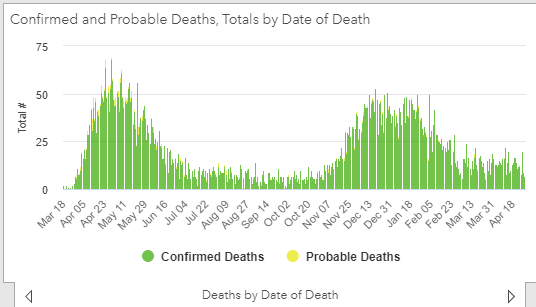 Confirmed and Probable Deaths, Totals by Date of Death
75
50
25
0
Total #
Mar 18
Apr 05
Apr 23
May 11
May 29
Jun 16
Jul 04
Jul 22
Aug 09
Aug 27
Sep 14
Oct 02
Oct 20
Nov 07
Nov 25
Dec 13
Dec 31
Jan 18
Feb 05
Feb 23
Mar 13
Mar 31
Apr 18
Confirmed Deaths Probable Deaths
Deaths by Date of Death